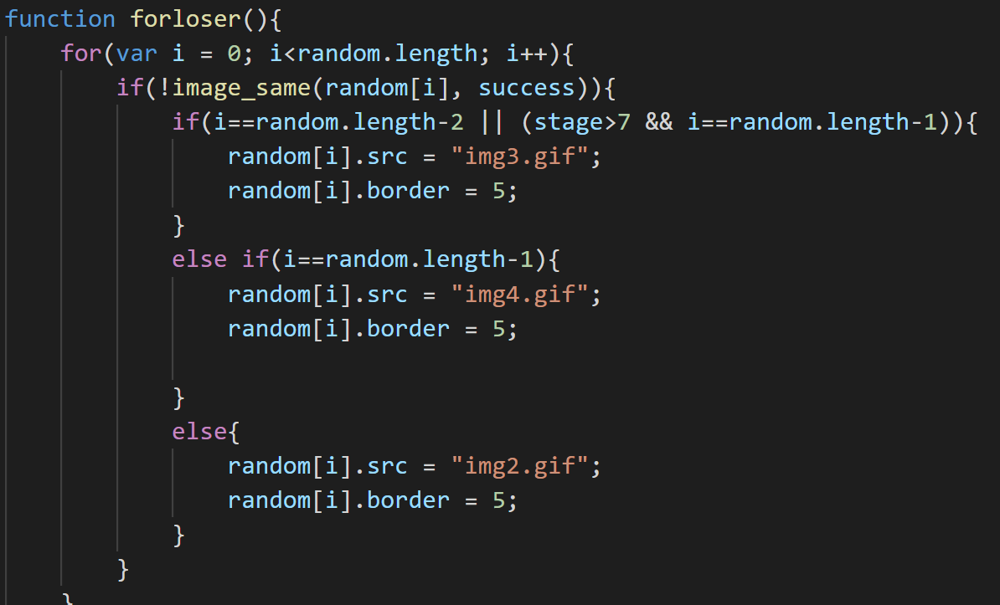 function forloser(){
    for(var i = 0; i<random.length; i++){
        if(!image_same(random[i], success)){
            if(i==random.length-2 || (stage>7 && i==random.length-1)){
                random[i].src = "img3.gif";
                random[i].border = 5;
            }
            else if(i==random.length-1){
                random[i].src = "img4.gif";
                random[i].border = 5;

            }
            else{
                random[i].src = "img2.gif";
                random[i].border = 5;
            }
        }
    }